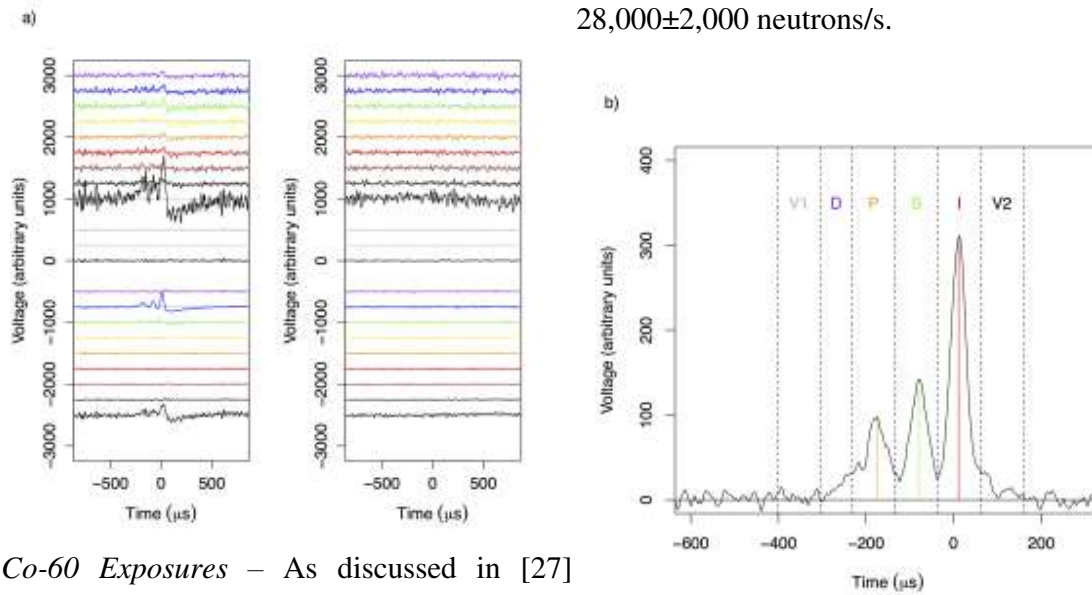 28,000±2,000 neutrons/s.
a)
Voltage (arbitrary units)
3000
2000
1000
0
−1000
−2000
−3000
−500 0 500
Time (μs)
Voltage (arbitrary units)
3000
2000
1000
0
−1000
−2000
−3000
−500 0 500
Time (μs)
b)
Voltage (arbitrary units)
400
300
200
100
0
V1 D P S I V2
−600 −400 −200 0 200
Time (μs)
Co-60 Exposures – As discussed in [27]